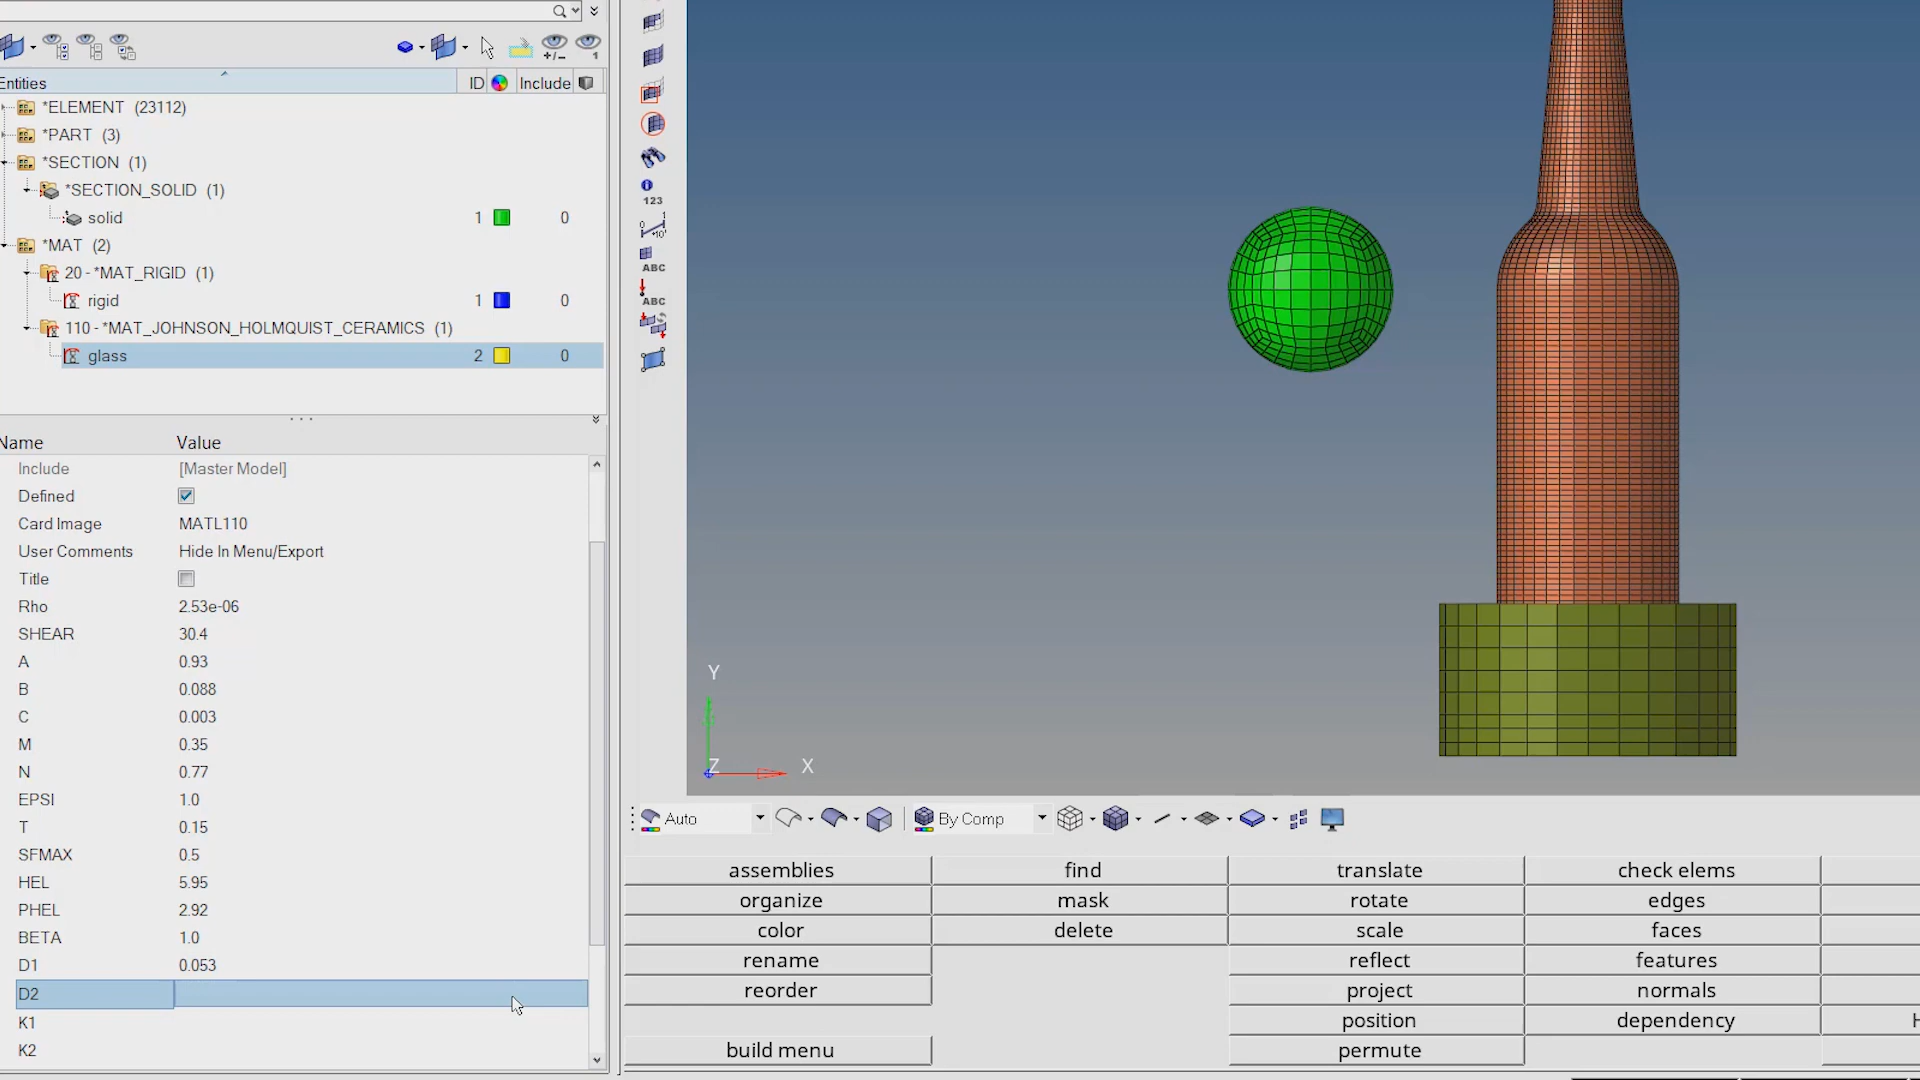 Entities ID Include
*ELEMENT (23112)
*PART (3)
*SECTION (1)
*SECTION_SOLID (1)
solid 1 0
*MAT (2)
20 - *MAT_RIGID (1)
rigid 1 0
110 - *MAT_JOHNSON_HOLMQUIST_CERAMICS (1)
glass 2 0
Name Value
Include [Master Model]
Defined
Card Image MATL110
User Comments Hide In Menu/Export
Title
Rho 2.53e-06
SHEAR 30.4
A 0.93
B 0.088
C 0.003
M 0.35
N 0.77
EPSI 1.0
T 0.15
SFMAX 0.5
HEL 5.95
PHEL 2.92
BETA 1.0
D1 0.053
D2
K1
K2
123
ABC
ABC
Y
Z X
Auto By Comp
assemblies find translate check elems
organize mask rotate edges
color delete scale faces
rename reflect features
reorder project normals
position dependency
build menu permute